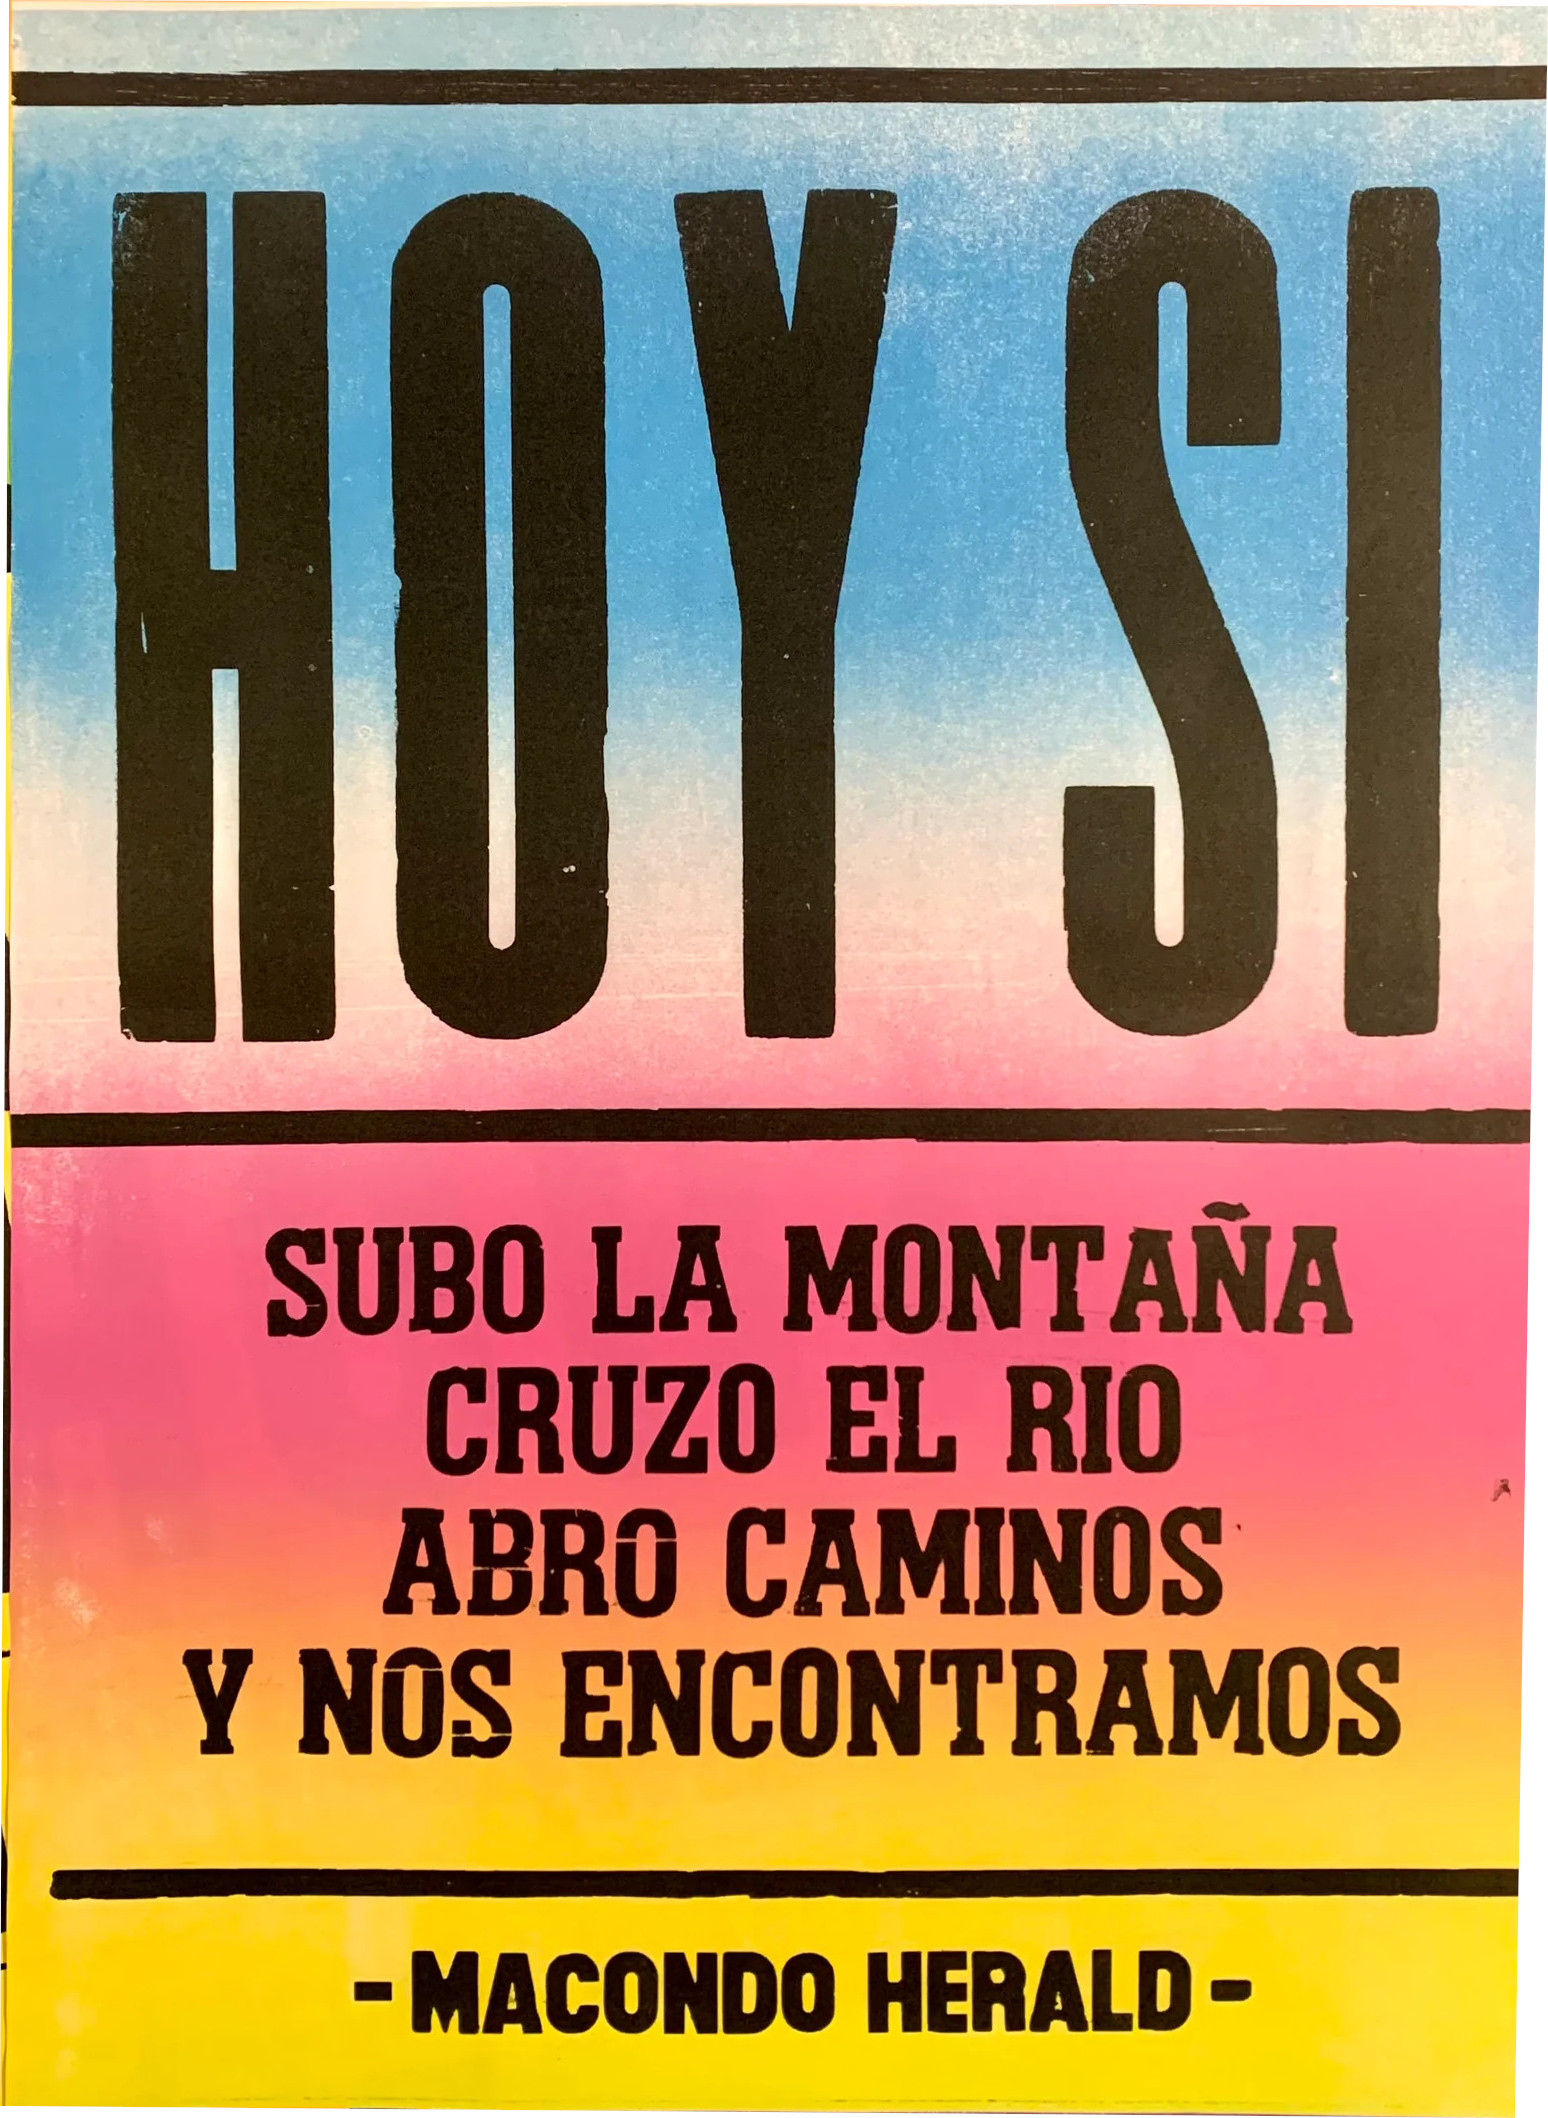 HOY SI
SUBO LA MONTAÑA
CRUZO EL RIO
ABRO CAMINOS
Y NOS ENCONTRAMOS
- MACONDO HERALD -